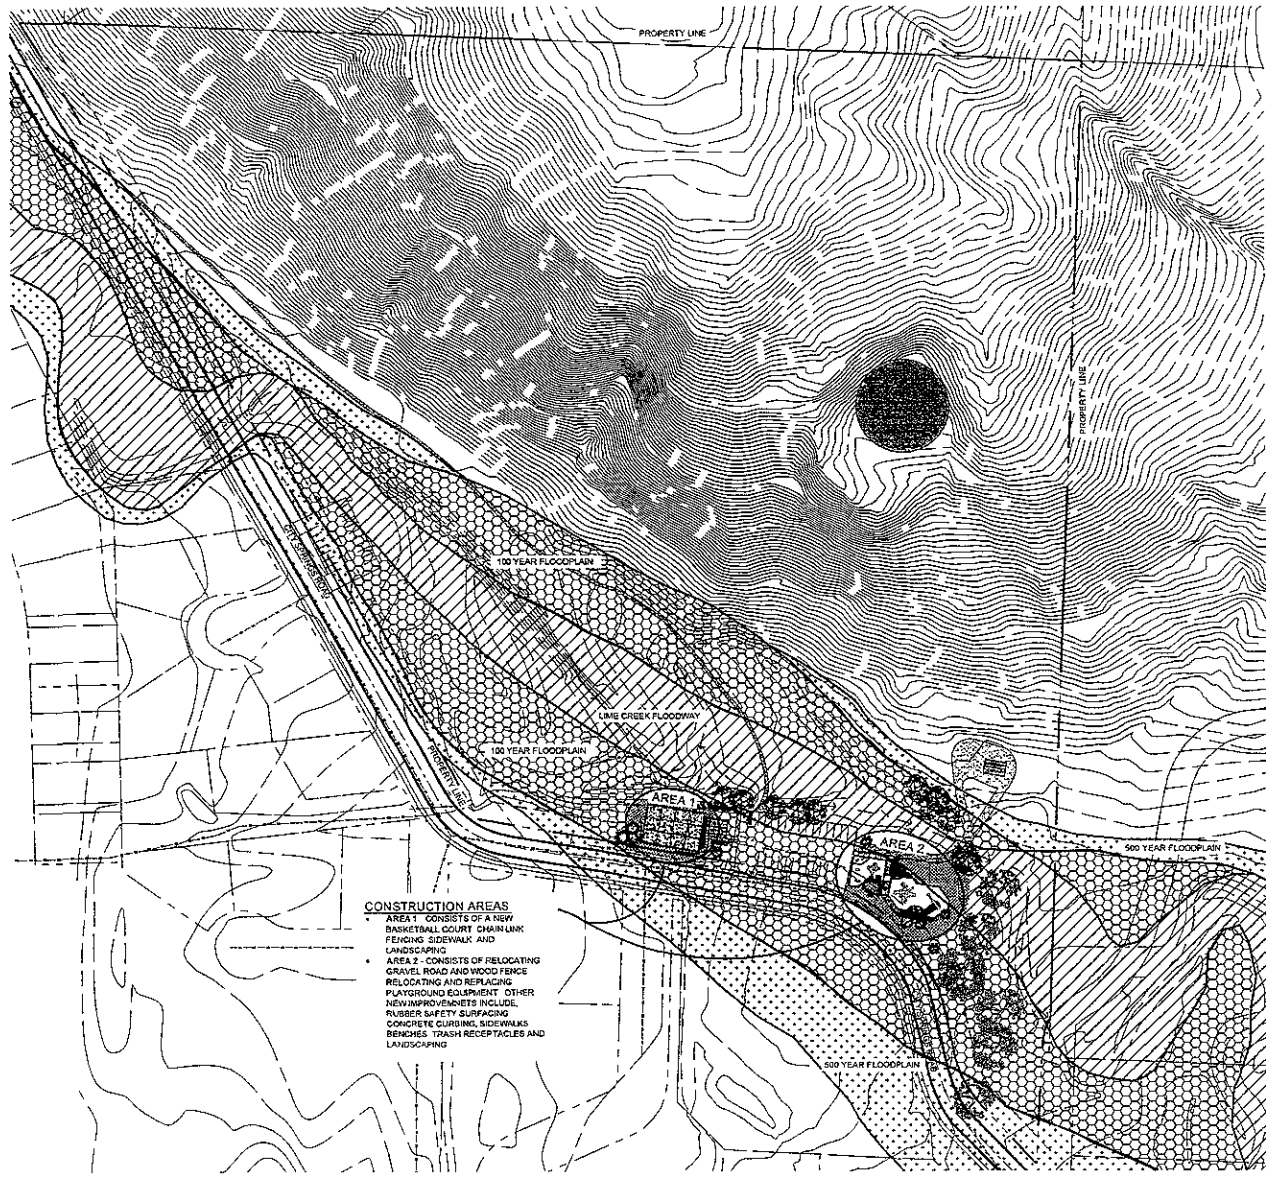 PROPERTY LINE
PROPERTY LINE
100 YEAR FLOODPLAIN
CITY SPRINGS ROAD
LIME CREEK FLOODWAY
100 YEAR FLOODPLAIN
PROPERTY LINE
AREA 1
AREA 2
500 YEAR FLOODPLAIN
CONSTRUCTION AREAS
AREA 1 CONSISTS OF A NEW
BASKETBALL COURT CHAIN LINK
FENCING SIDEWALK AND
LANDSCAPING
• AREA 2 - CONSISTS OF RELOCATING
GRAVEL ROAD AND WOOD FENCE
RELOCATING AND REPLACING
PLAYGROUND EQUIPMENT OTHER
NEW IMPROVEMNETS INCLUDE,
RUBBER SAFETY SURFACING
CONCRETE CURBING, SIDEWALKS
BENCHES TRASH RECEPTACLES AND
LANDSCAPING
500 YEAR FLOODPLAIN